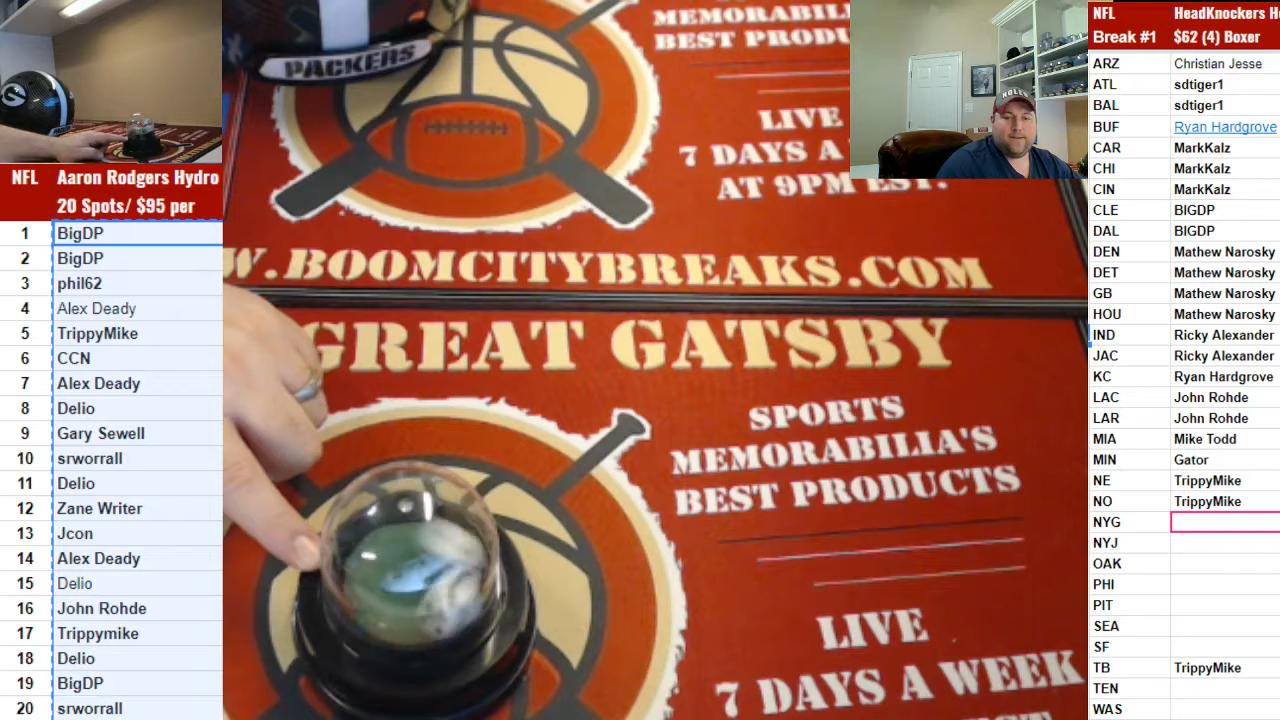 NFL Aaron Rodgers Hydro
20 Spots/ $95 per
1 BigDP
2 BigDP
3 phil62
4 Alex Deady
5 TrippyMike
6 CCN
7 Alex Deady
8 Delio
9 Gary Sewell
10 srworrall
11 Delio
12 Zane Writer
13 Jcon
14 Alex Deady
15 Delio
16 John Rohde
17 Trippymike
18 Delio
19 BigDP
20 srworrall
PACKERS
BEST
LIVE
7 DAYS A
AT 9PM EST.
W.BOOMCITYBREAKS.COM
GREAT GATSBY
SPORTS
MEMORABILIA'S
BEST PRODUCTS
LIVE
7 DAYS A WEEK
NFL HeadKnockers
Break #1 $62 (4) Boxer
ARZ Christian Jesse
ATL sdtiger1
BAL sdtiger1
BUF Ryan Hardgrove
CAR MarkKalz
CHI MarkKalz
CIN MarkKalz
CLE BIGDP
DAL BIGDP
DEN Mathew Narosky
DET Mathew Narosky
GB Mathew Narosky
HOU Mathew Narosky
IND Ricky Alexander
JAC Ricky Alexander
KC Ryan Hardgrove
LAC John Rohde
LAR John Rohde
MIA Mike Todd
MIN Gator
NE TrippyMike
NO TrippyMike
NYG
NYJ
OAK
PHI
PIT
SEA
SF
TB TrippyMike
TEN
WAS